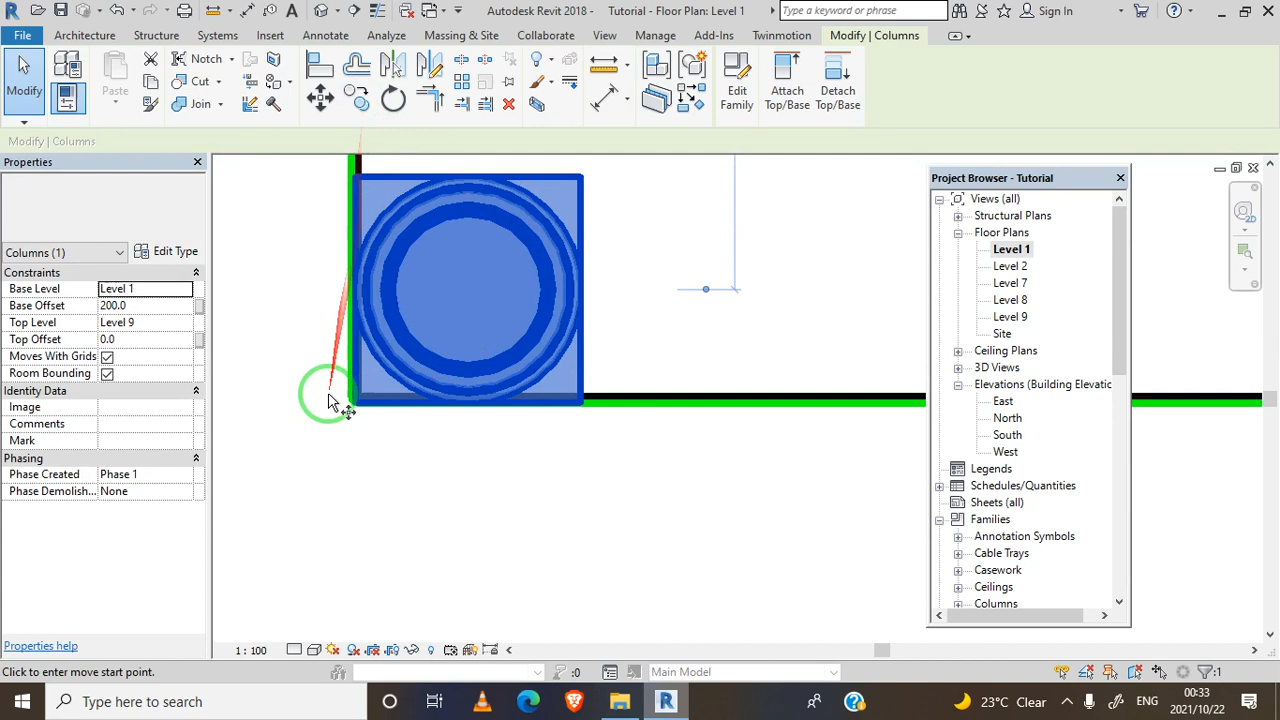 Autodesk Revit 2018 - Tutorial - Floor Plan: Level 1 Type a keyword or phrase Sign In
File Architecture Structure Systems Insert Annotate Analyze Massing & Site Collaborate View Manage Add-Ins Twinmotion Modify | Columns
Modify Paste Notch Cut Join Edit Family Attach Top/Base Detach Top/Base
Modify | Columns
Properties
Columns (1) Edit Type
Constraints
Base Level Level 1
Base Offset 200.0
Top Level Level 9
Top Offset 0.0
Moves With Grids
Room Bounding
Identity Data
Image
Comments
Mark
Phasing
Phase Created Phase 1
Phase Demolish... None
Properties help
Project Browser - Tutorial
Views (all)
Structural Plans
Floor Plans
Level 1
Level 2
Level 7
Level 8
Level 9
Site
Ceiling Plans
3D Views
Elevations (Building Elevatic
East
North
South
West
Legends
Schedules/Quantities
Sheets (all)
Families
Annotation Symbols
Cable Trays
Casework
Ceilings
Columns
2D
1 : 100
Click to enter move start point. :0 Main Model :1
Type here to search 23°C Clear ENG 00:33
2021/10/22